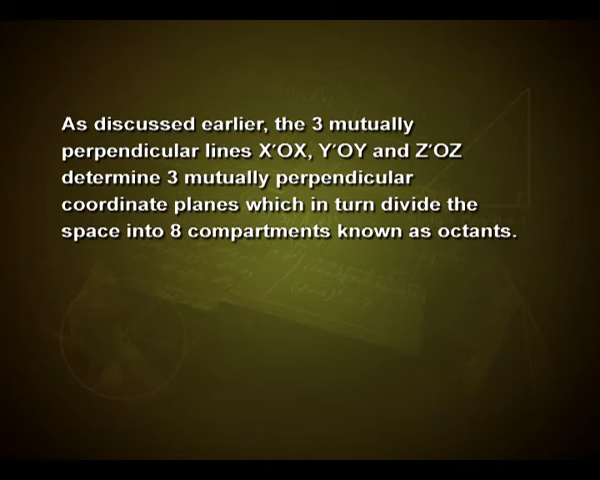 As discussed earlier, the 3 mutually
perpendicular lines X′OX, Y′OY and Z′OZ
determine 3 mutually perpendicular
coordinate planes which in turn divide the
space into 8 compartments known as octants.